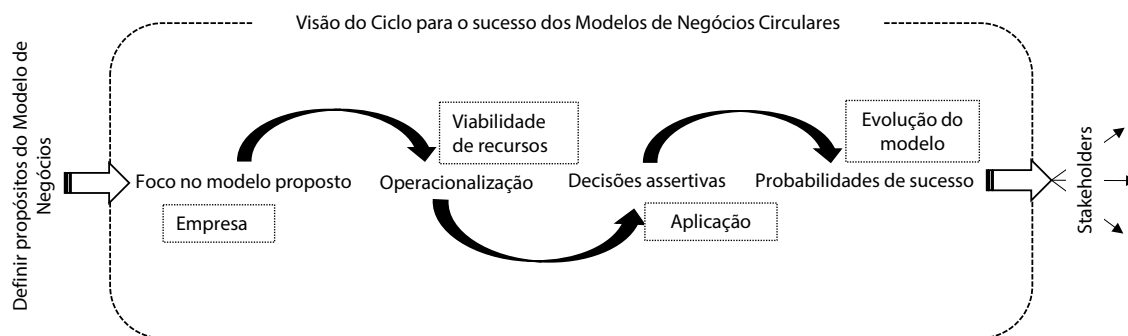 Visão do Ciclo para o sucesso dos Modelos de Negócios Circulares
Definir propósitos do Modelo de
Negócios
Foco no modelo proposto
Empresa
Viabilidade
de recursos
Operacionalização
Decisões assertivas
Aplicação
Evolução do
modelo
Probabilidades de sucesso
Stakeholders